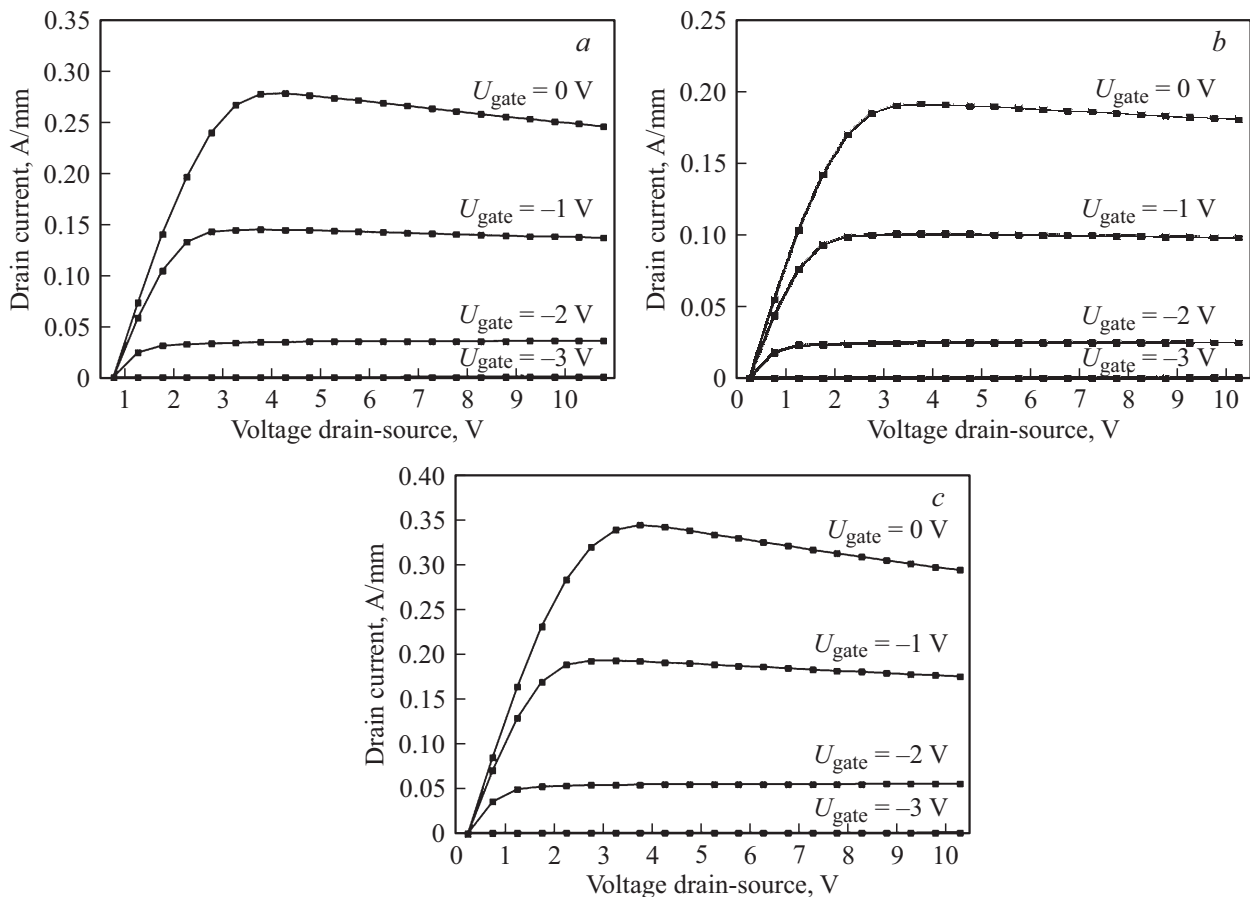 a
0.35
0.30
0.25
0.20
0.15
0.10
0.05
0
Drain current, A/mm
U_gate = 0 V
U_gate = –1 V
U_gate = –2 V
U_gate = –3 V
1 2 3 4 5 6 7 8 9 10
Voltage drain-source, V
b
0.25
0.20
0.15
0.10
0.05
0
Drain current, A/mm
U_gate = 0 V
U_gate = –1 V
U_gate = –2 V
U_gate = –3 V
0 1 2 3 4 5 6 7 8 9 10
Voltage drain-source, V
c
0.40
0.35
0.30
0.25
0.20
0.15
0.10
0.05
0
Drain current, A/mm
U_gate = 0 V
U_gate = –1 V
U_gate = –2 V
U_gate = –3 V
0 1 2 3 4 5 6 7 8 9 10
Voltage drain-source, V